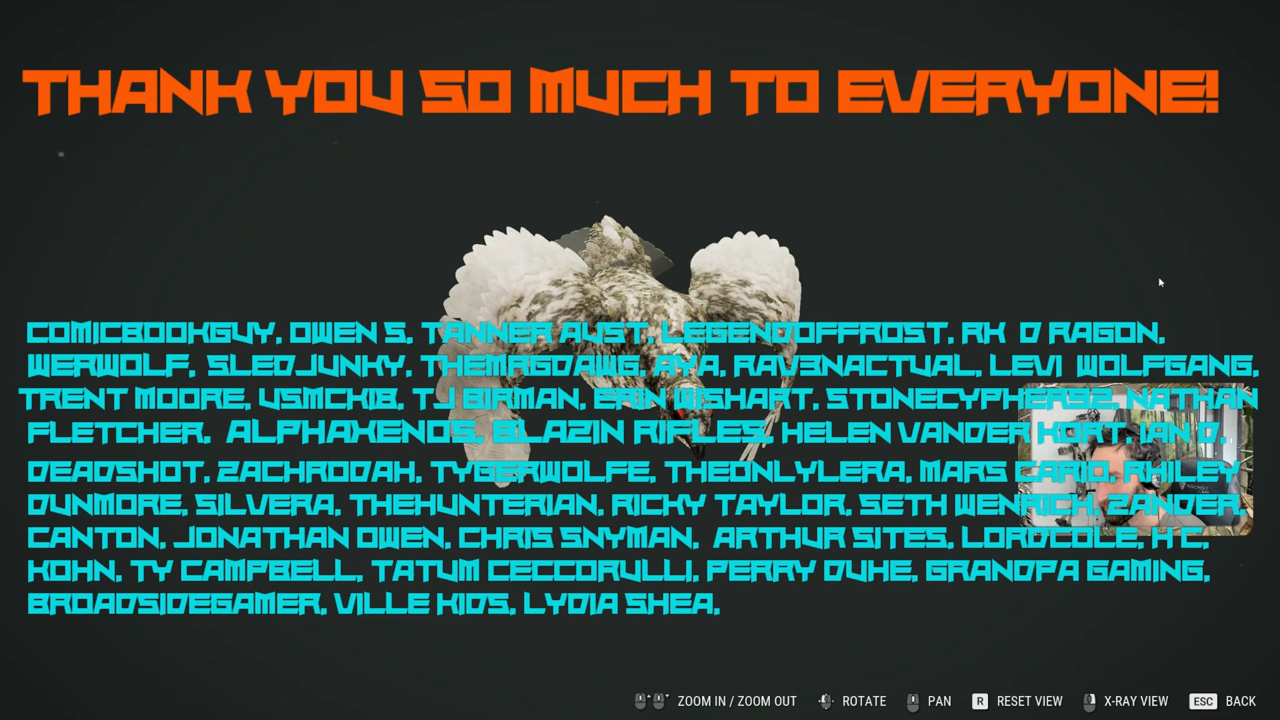 THANK YOU SO MUCH TO EVERYONE!
COMICBOOKGUY, OWEN S, TANNER AUST, LEGENDOFFROST, RK D RAGON,
WERWOLF, SLEDJUNKY, THEMRGDAWG, AYA, RAV3NACTUAL, LEVI WOLFGANG,
TRENT MOORE, USMCKIB, TJ BIRMAN, ERIN WISHART, STONECYPHER92, NATHAN
FLETCHER, ALPHAXENOS, BLAZIN RIFLES, HELEN VANDER KORT, IAN D.
DEADSHOT, ZACHRODAH, TYGERWOLFE, THEONLYLERA, MARS CARIO, RHILEY
DUNMORE, SILVERA, THEHUNTERIAN, RICKY TAYLOR, SETH WENRICH, ZANDER,
CANTON, JONATHAN OWEN, CHRIS SNYMAN, ARTHUR SITES, LORDCOLE, H C,
KOHN, TY CAMPBELL, TATUM CECCORULLI, PERRY DUKE, GRANDPA GAMING,
BROADSIDEGAMER, VILLE KIDS, LYDIA SHEA,
ZOOM IN / ZOOM OUT ROTATE PAN R RESET VIEW X-RAY VIEW ESC BACK